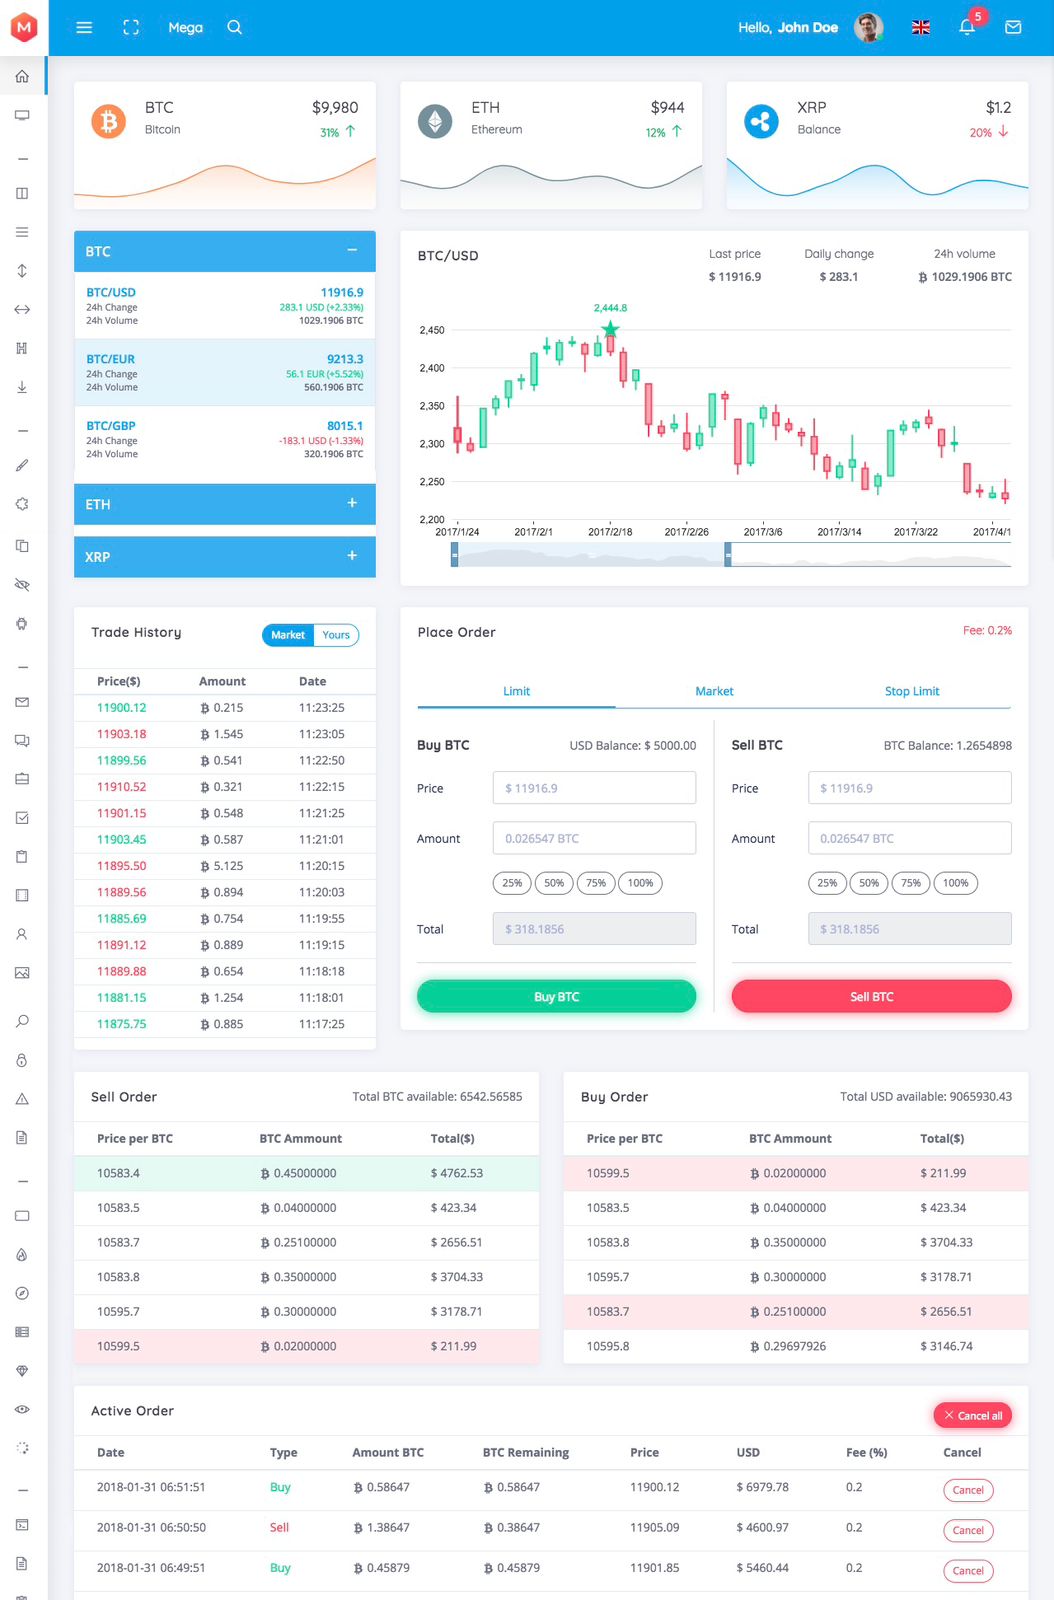 M
Mega
Hello, John Doe
5
BTC
$9,980
Bitcoin
31%
ETH
$944
Ethereum
12%
XRP
$1.2
Balance
20%
BTC
BTC/USD 11916.9
24h Change 283.1 USD (+2.33%)
24h Volume 1029.1906 BTC
BTC/EUR 9213.3
24h Change 56.1 EUR (+5.52%)
24h Volume 560.1906 BTC
BTC/GBP 8015.1
24h Change -183.1 USD (-1.33%)
24h Volume 320.1906 BTC
ETH
XRP
BTC/USD
Last price Daily change 24h volume
$ 11916.9 $ 283.1 ₿ 1029.1906 BTC
2,444.8
2,450
2,400
2,350
2,300
2,250
2,200
2017/1/24 2017/2/1 2017/2/18 2017/2/26 2017/3/6 2017/3/14 2017/3/22 2017/4/1
Trade History
Market Yours
Price($) Amount Date
11900.12 ₿ 0.215 11:23:25
11903.18 ₿ 1.545 11:23:05
11899.56 ₿ 0.541 11:22:50
11910.52 ₿ 0.321 11:22:15
11901.15 ₿ 0.548 11:21:25
11903.45 ₿ 0.587 11:21:01
11895.50 ₿ 5.125 11:20:15
11889.56 ₿ 0.894 11:20:03
11885.69 ₿ 0.754 11:19:55
11891.12 ₿ 0.889 11:19:15
11889.88 ₿ 0.654 11:18:18
11881.15 ₿ 1.254 11:18:01
11875.75 ₿ 0.885 11:17:25
Place Order
Fee: 0.2%
Limit Market Stop Limit
Buy BTC USD Balance: $ 5000.00
Price $ 11916.9
Amount 0.026547 BTC
25% 50% 75% 100%
Total $ 318.1856
Buy BTC
Sell BTC BTC Balance: 1.2654898
Price $ 11916.9
Amount 0.026547 BTC
25% 50% 75% 100%
Total $ 318.1856
Sell BTC
Sell Order Total BTC available: 6542.56585
Price per BTC BTC Ammount Total($)
10583.4 ₿ 0.45000000 $ 4762.53
10583.5 ₿ 0.04000000 $ 423.34
10583.7 ₿ 0.25100000 $ 2656.51
10583.8 ₿ 0.35000000 $ 3704.33
10595.7 ₿ 0.30000000 $ 3178.71
10599.5 ₿ 0.02000000 $ 211.99
Buy Order Total USD available: 9065930.43
Price per BTC BTC Ammount Total($)
10599.5 ₿ 0.02000000 $ 211.99
10583.5 ₿ 0.04000000 $ 423.34
10583.8 ₿ 0.35000000 $ 3704.33
10595.7 ₿ 0.30000000 $ 3178.71
10583.7 ₿ 0.25100000 $ 2656.51
10595.8 ₿ 0.29697926 $ 3146.74
Active Order
Cancel all
Date Type Amount BTC BTC Remaining Price USD Fee (%) Cancel
2018-01-31 06:51:51 Buy ₿ 0.58647 ₿ 0.58647 11900.12 $ 6979.78 0.2 Cancel
2018-01-31 06:50:50 Sell ₿ 1.38647 ₿ 0.38647 11905.09 $ 4600.97 0.2 Cancel
2018-01-31 06:49:51 Buy ₿ 0.45879 ₿ 0.45879 11901.85 $ 5460.44 0.2 Cancel